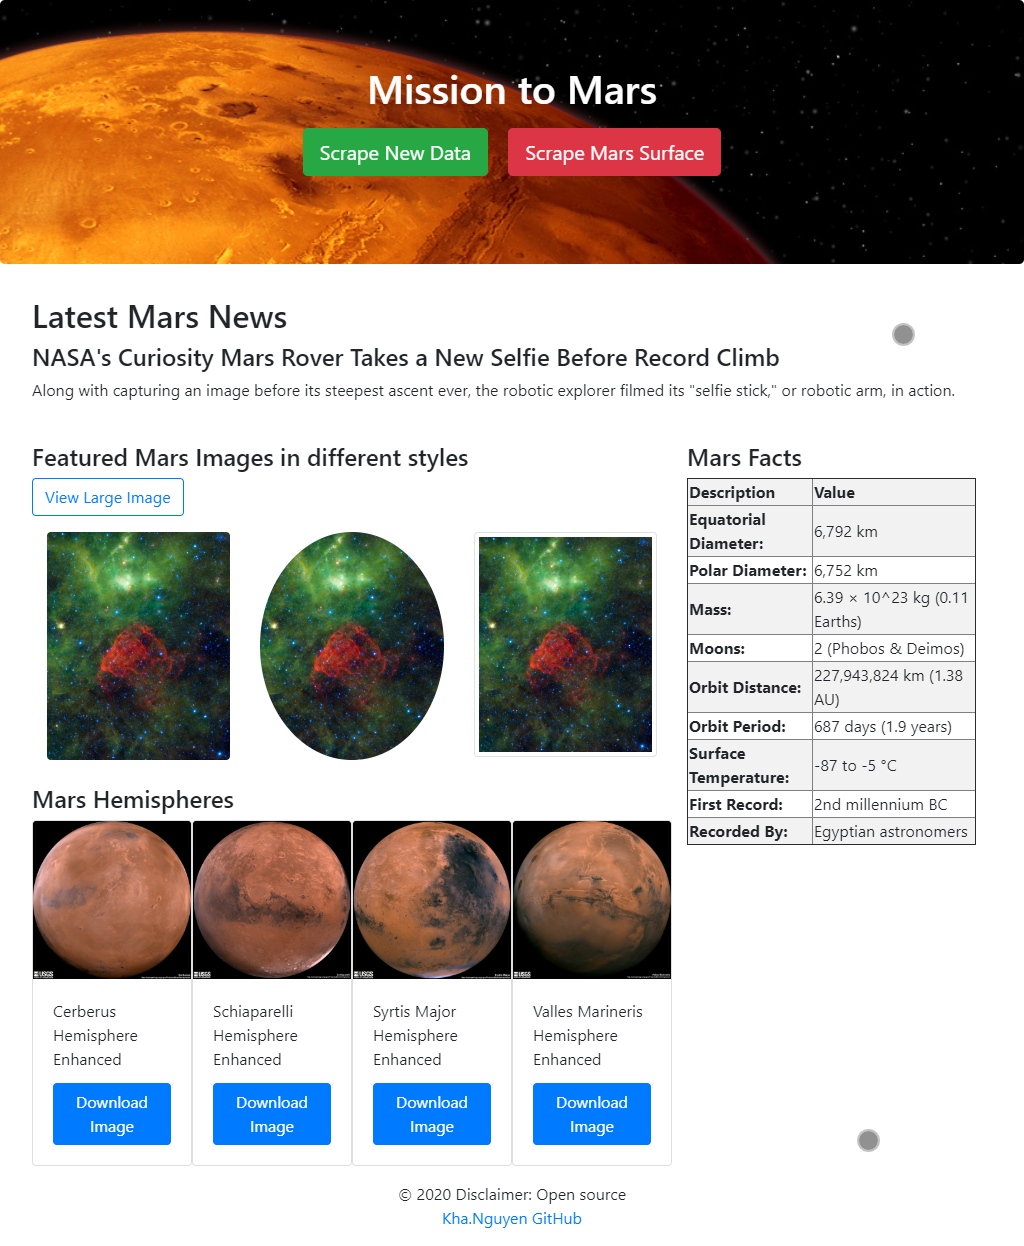 Mission to Mars
Scrape New Data
Scrape Mars Surface
Latest Mars News
NASA's Curiosity Mars Rover Takes a New Selfie Before Record Climb
Along with capturing an image before its steepest ascent ever, the robotic explorer filmed its "selfie stick," or robotic arm, in action.
Featured Mars Images in different styles
View Large Image
Mars Facts
Description Value
Equatorial
Diameter: 6,792 km
Polar Diameter: 6,752 km
Mass: 6.39 × 10^23 kg (0.11
Earths)
Moons: 2 (Phobos & Deimos)
Orbit Distance: 227,943,824 km (1.38
AU)
Orbit Period: 687 days (1.9 years)
Surface
Temperature: -87 to -5 °C
First Record: 2nd millennium BC
Recorded By: Egyptian astronomers
Mars Hemispheres
USGS
USGS
USGS
USGS
Cerberus
Hemisphere
Enhanced
Download
Image
Schiaparelli
Hemisphere
Enhanced
Download
Image
Syrtis Major
Hemisphere
Enhanced
Download
Image
Valles Marineris
Hemisphere
Enhanced
Download
Image
© 2020 Disclaimer: Open source
Kha.Nguyen GitHub